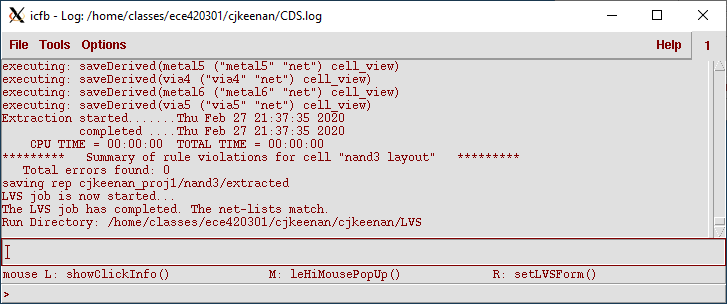 icfb - Log: /home/classes/ece420301/cjkeenan/CDS.log
File Tools Options Help 1
executing: saveDerived(metal5 ("metal5" "net") cell_view)
executing: saveDerived(via4 ("via4" "net") cell_view)
executing: saveDerived(metal6 ("metal6" "net") cell_view)
executing: saveDerived(via5 ("via5" "net") cell_view)
Extraction started.......Thu Feb 27 21:37:35 2020
completed ....Thu Feb 27 21:37:35 2020
CPU TIME = 00:00:00 TOTAL TIME = 00:00:00
********* Summary of rule violations for cell "nand3 layout" *********
Total errors found: 0
saving rep cjkeenan_proj1/nand3/extracted
LVS job is now started...
The LVS job has completed. The net-lists match.
Run Directory: /home/classes/ece420301/cjkeenan/cjkeenan/LVS
mouse L: showClickInfo() M: leHiMousePopUp() R: setLVSForm()
>